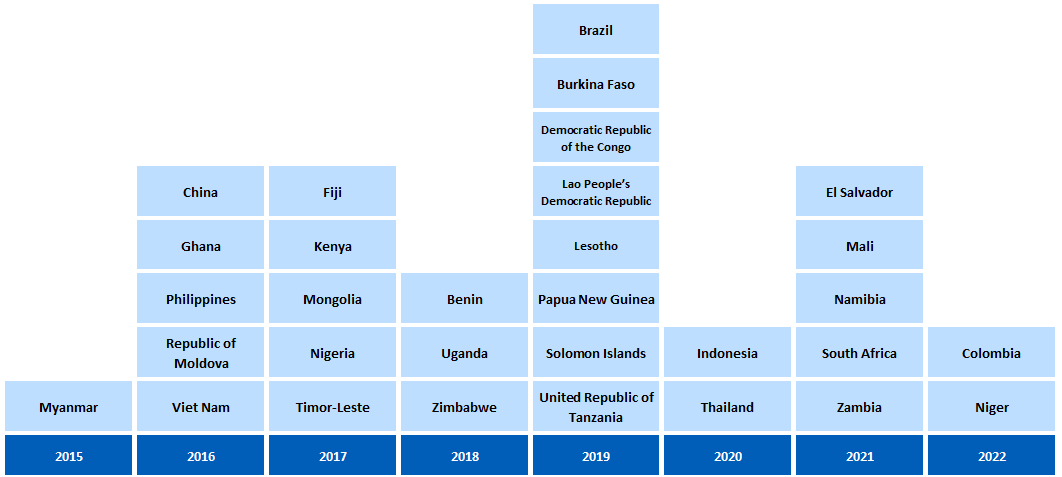 Brazil
Burkina Faso
Democratic Republic
of the Congo
China
Fiji
Lao People’s
Democratic Republic
El Salvador
Ghana
Kenya
Lesotho
Mali
Philippines
Mongolia
Benin
Papua New Guinea
Namibia
Republic of
Moldova
Nigeria
Uganda
Solomon Islands
Indonesia
South Africa
Colombia
Myanmar
Viet Nam
Timor-Leste
Zimbabwe
United Republic of
Tanzania
Thailand
Zambia
Niger
2015
2016
2017
2018
2019
2020
2021
2022